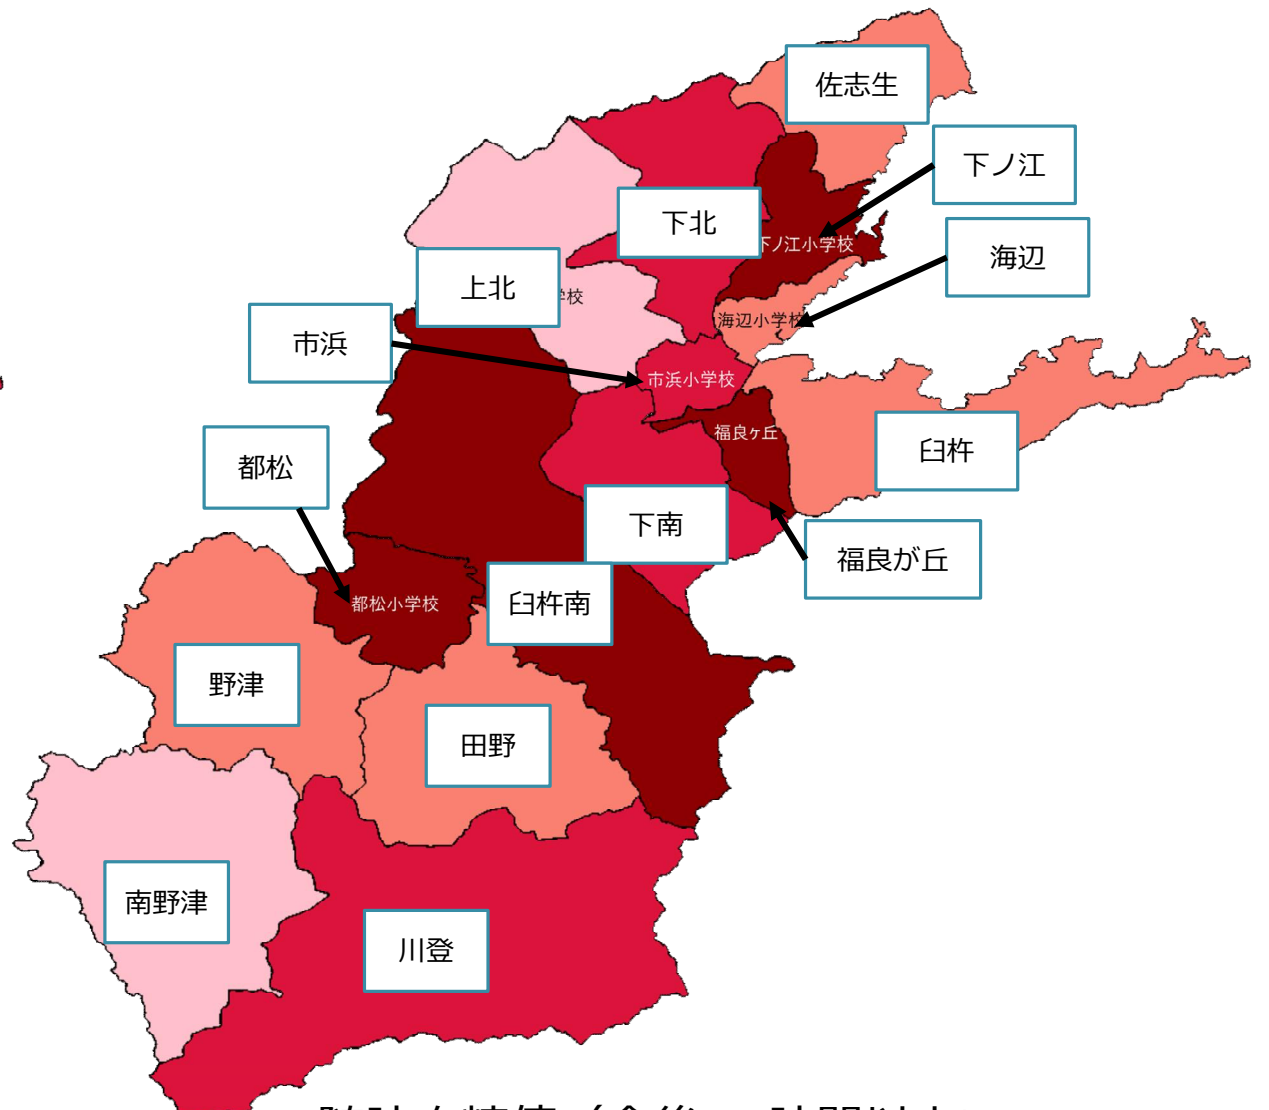 佐志生
下ノ江
下北
下ノ江小学校
海辺
上北
学校
海辺小学校
市浜
市浜小学校
福良ヶ丘
臼杵
都松
下南
福良が丘
都松小学校
臼杵南
野津
田野
南野津
川登